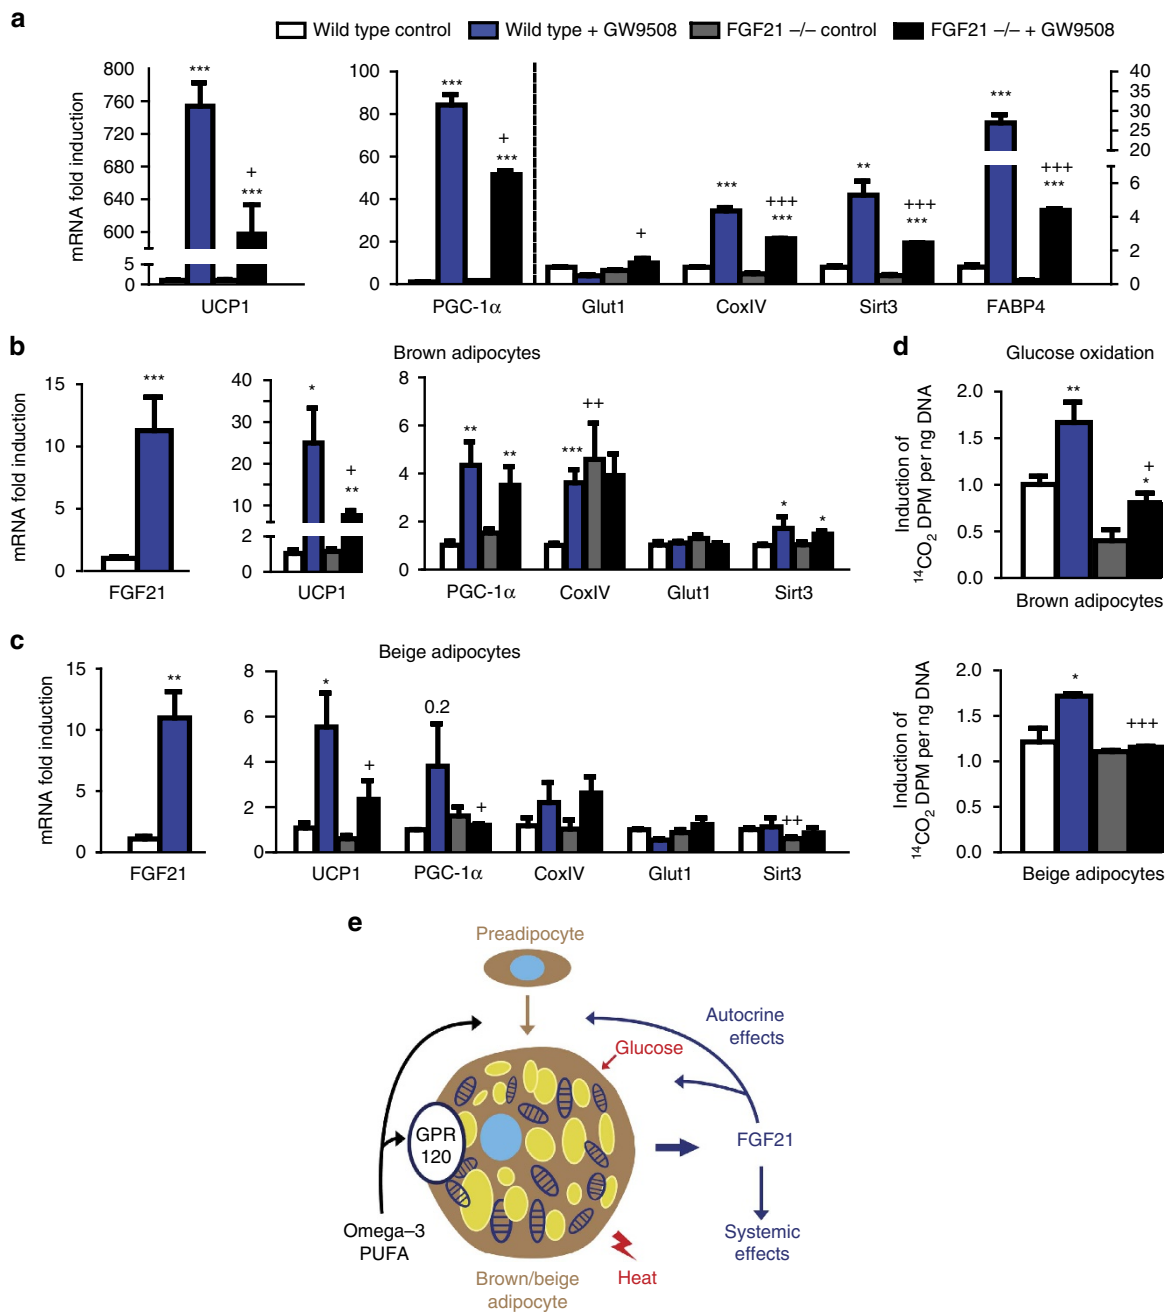 a
Wild type control
Wild type + GW9508
FGF21 –/– control
FGF21 –/– + GW9508
mRNA fold induction
800
760
720
680
640
600
5
0
***
+
***
UCP1
100
80
60
40
20
0
***
+
***
+
***
+++
***
**
+++
***
***
+++
***
40
35
30
25
20
6
4
2
0
PGC-1α
Glut1
CoxIV
Sirt3
FABP4
b
Brown adipocytes
mRNA fold induction
15
10
5
0
***
FGF21
40
35
30
25
20
10
2
0
*
+
**
UCP1
8
6
4
2
0
**
**
***
++
*
*
PGC-1α
CoxIV
Glut1
Sirt3
d
Glucose oxidation
Induction of
¹⁴CO₂ DPM per ng DNA
2.0
1.5
1.0
0.5
0.0
**
+
*
Brown adipocytes
c
Beige adipocytes
mRNA fold induction
15
10
5
0
**
FGF21
8
6
4
2
0
*
+
0.2
+
++
UCP1
PGC-1α
CoxIV
Glut1
Sirt3
Induction of
¹⁴CO₂ DPM per ng DNA
2.0
1.5
1.0
0.5
0.0
*
+++
Beige adipocytes
e
Preadipocyte
Autocrine
effects
Glucose
GPR
120
FGF21
Omega–3
PUFA
Systemic
effects
Heat
Brown/beige
adipocyte